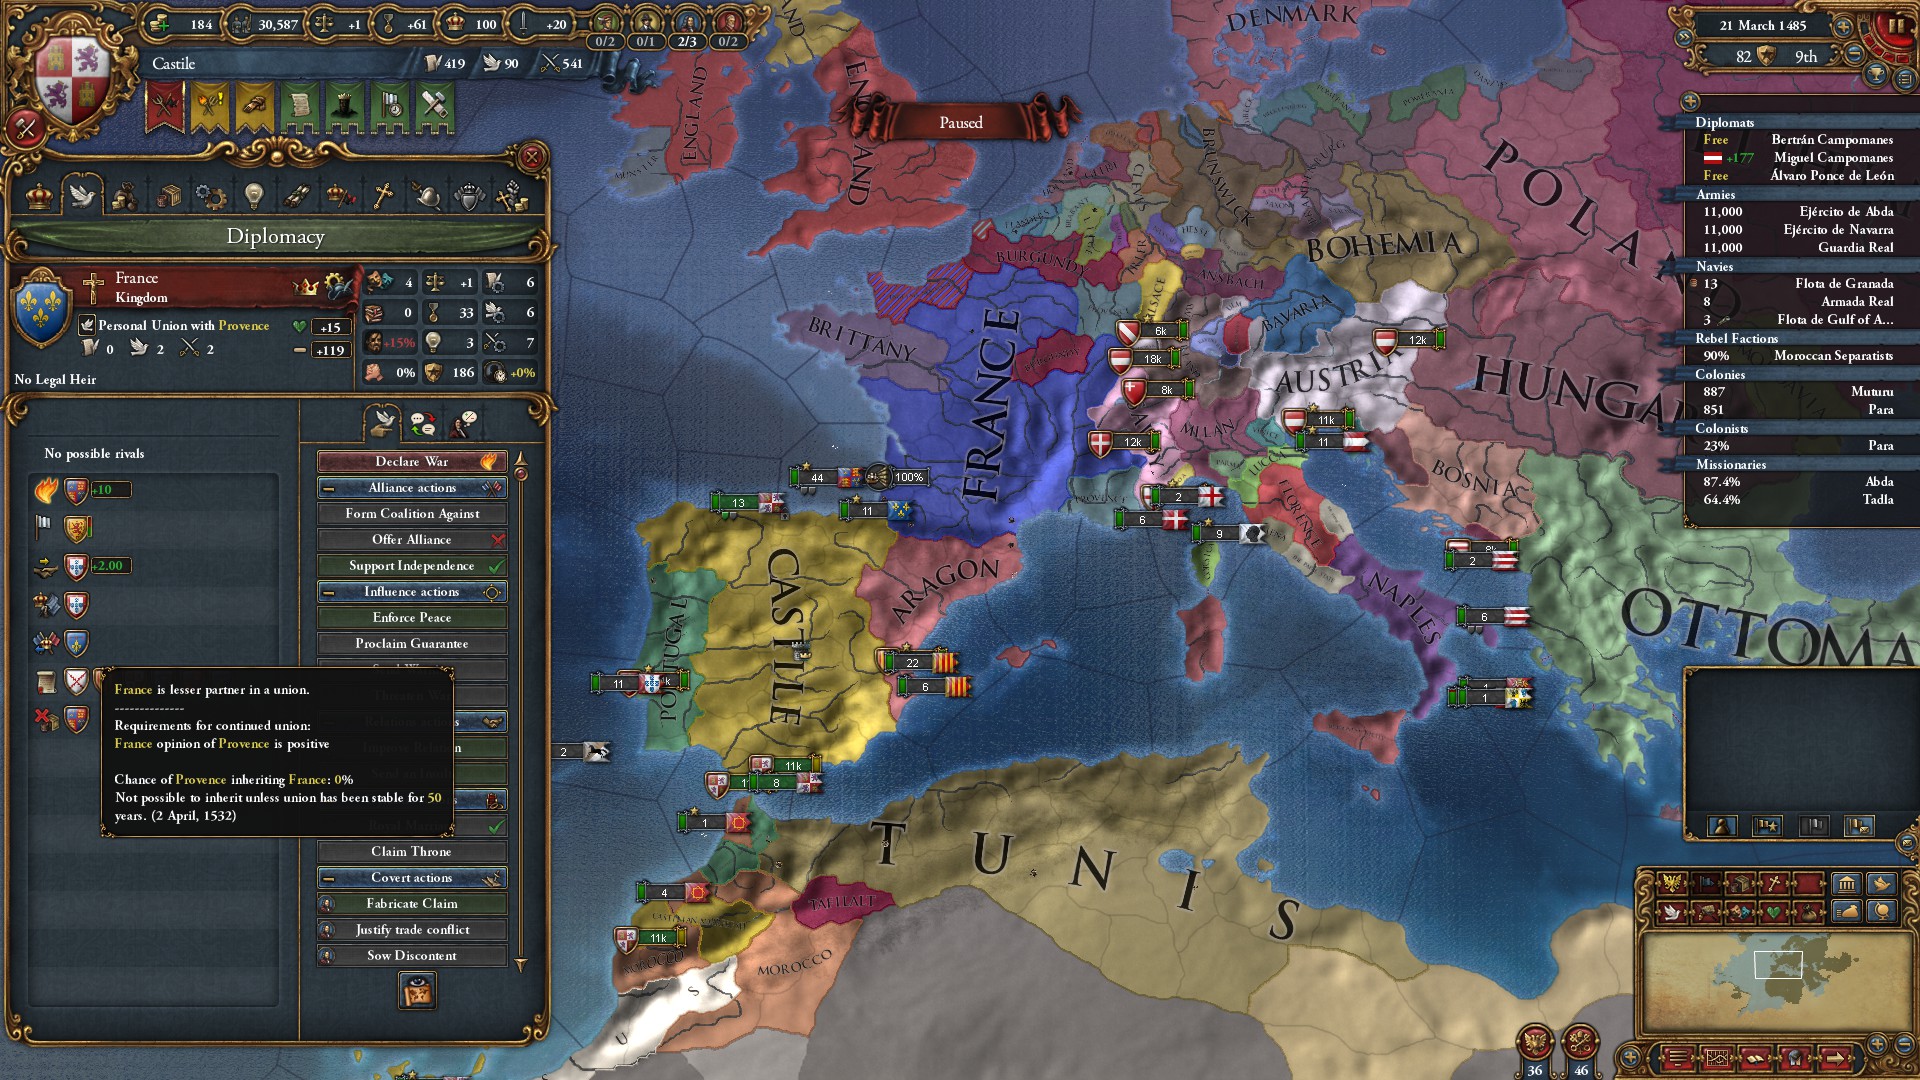 184
30,587
+1
+61
100
+20
0/2
0/1
2/3
0/2
Castile
419
90
541
21 March 1485
82
9th
Paused
Diplomacy
France
Kingdom
Personal Union with Provence
+15
0
2
2
+119
No Legal Heir
4
+1
6
0
33
6
+15%
3
7
0%
186
+0%
No possible rivals
+10
+2.00
Declare War
Alliance actions
Form Coalition Against
Offer Alliance
Support Independence
Influence actions
Enforce Peace
Proclaim Guarantee
France is lesser partner in a union.
--------------
Requirements for continued union:
France opinion of Provence is positive
Chance of Provence inheriting France: 0%
Not possible to inherit unless union has been stable for 50
years. (2 April, 1532)
Claim Throne
Covert actions
Fabricate Claim
Justify trade conflict
Sow Discontent
Diplomats
Free Bertrán Campomanes
+177 Miguel Campomanes
Free Álvaro Ponce de León
Armies
11,000 Ejército de Abda
11,000 Ejército de Navarra
11,000 Guardia Real
Navies
13 Flota de Granada
8 Armada Real
3 Flota de Gulf of A...
Rebel Factions
90% Moroccan Separatists
Colonies
887 Muturu
851 Para
Colonists
23% Para
Missionaries
87.4% Abda
64.4% Tadla
DENMARK
ENGLAND
ENGLAND
BRUNSWICK
POLAND
BOHEMIA
BURGUNDY
ANSBACH
ALSACE
BAVARIA
BRITTANY
FRANCE
AUSTRIA
HUNGA
MILAN
LUCCA
BOSNIA
FLORENCE
PROVENCE
NAPLES
OTTOMA
CASTILE
ARAGON
PORTUGAL
TUNIS
TAFILALT
MOROCCO
MOROCCO
S
U
6k
18k
8k
12k
12k
11k
11
44
100%
13
11
2
6
9
2
6
1
22
6
11
2
11k
8
1
4
11k
36
46